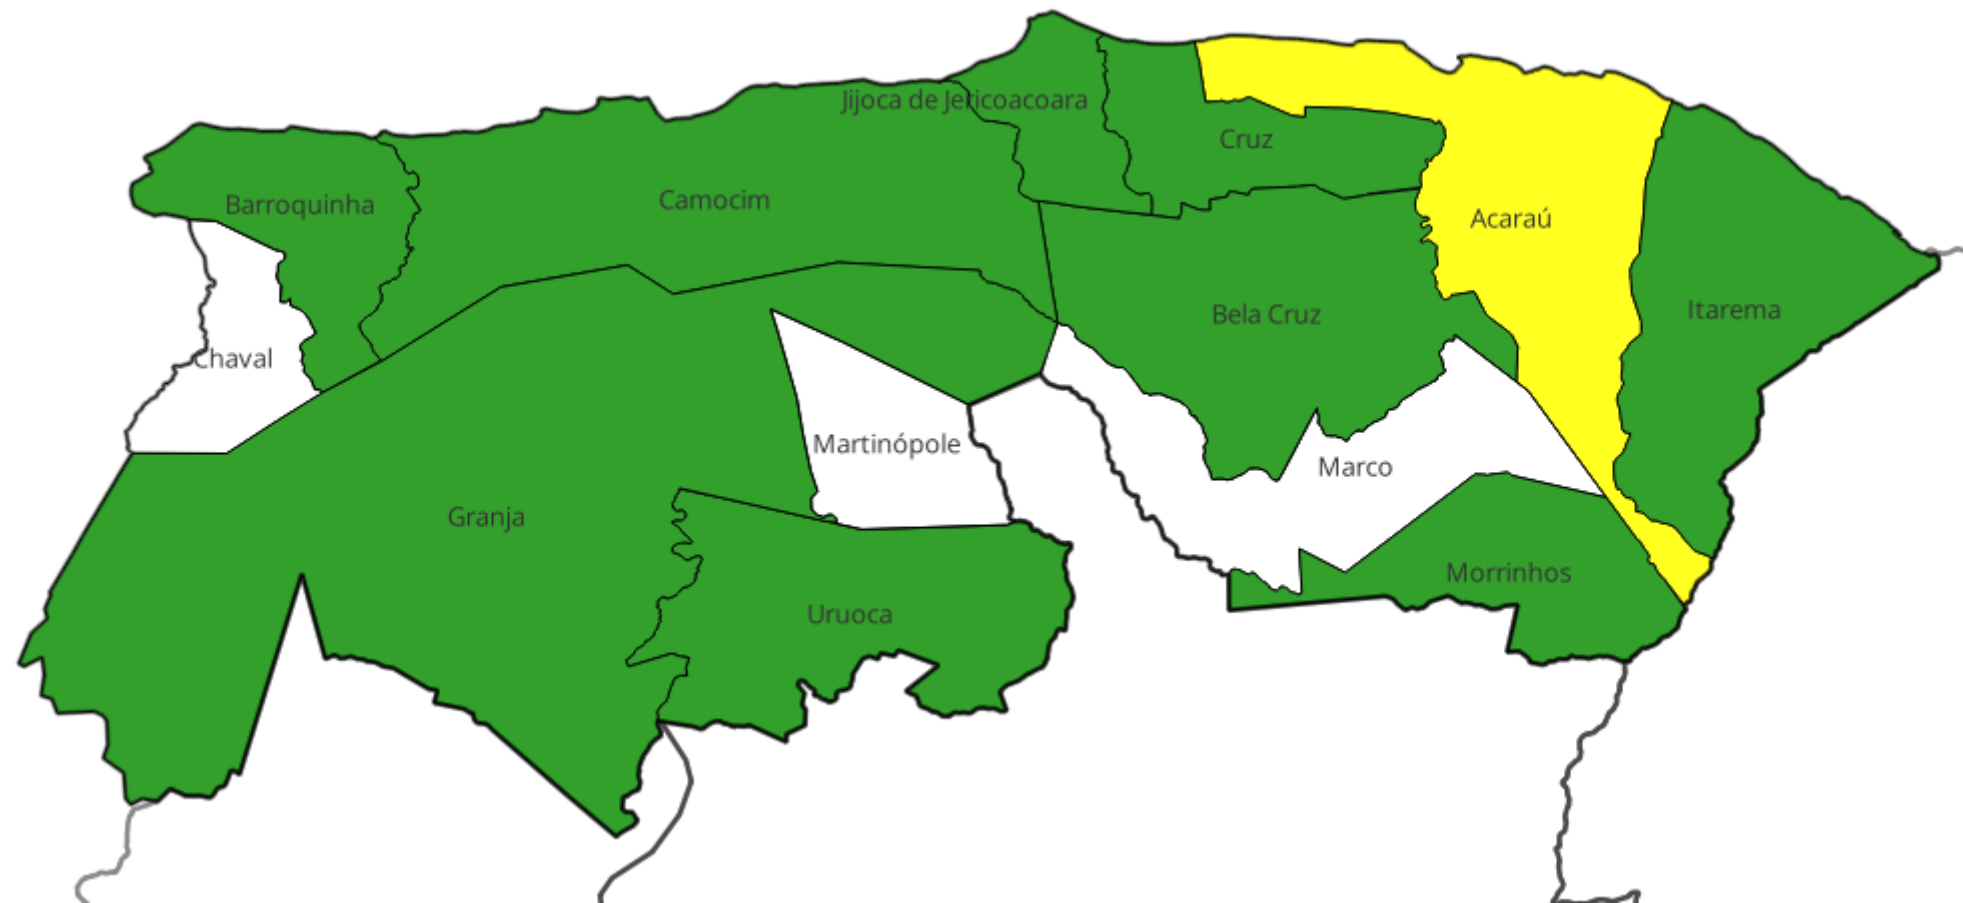 Jijoca de Jericoacoara
Cruz
Barroquinha
Camocim
Acaraú
Bela Cruz
Itarema
Chaval
Martinópole
Marco
Granja
Morrinhos
Uruoca